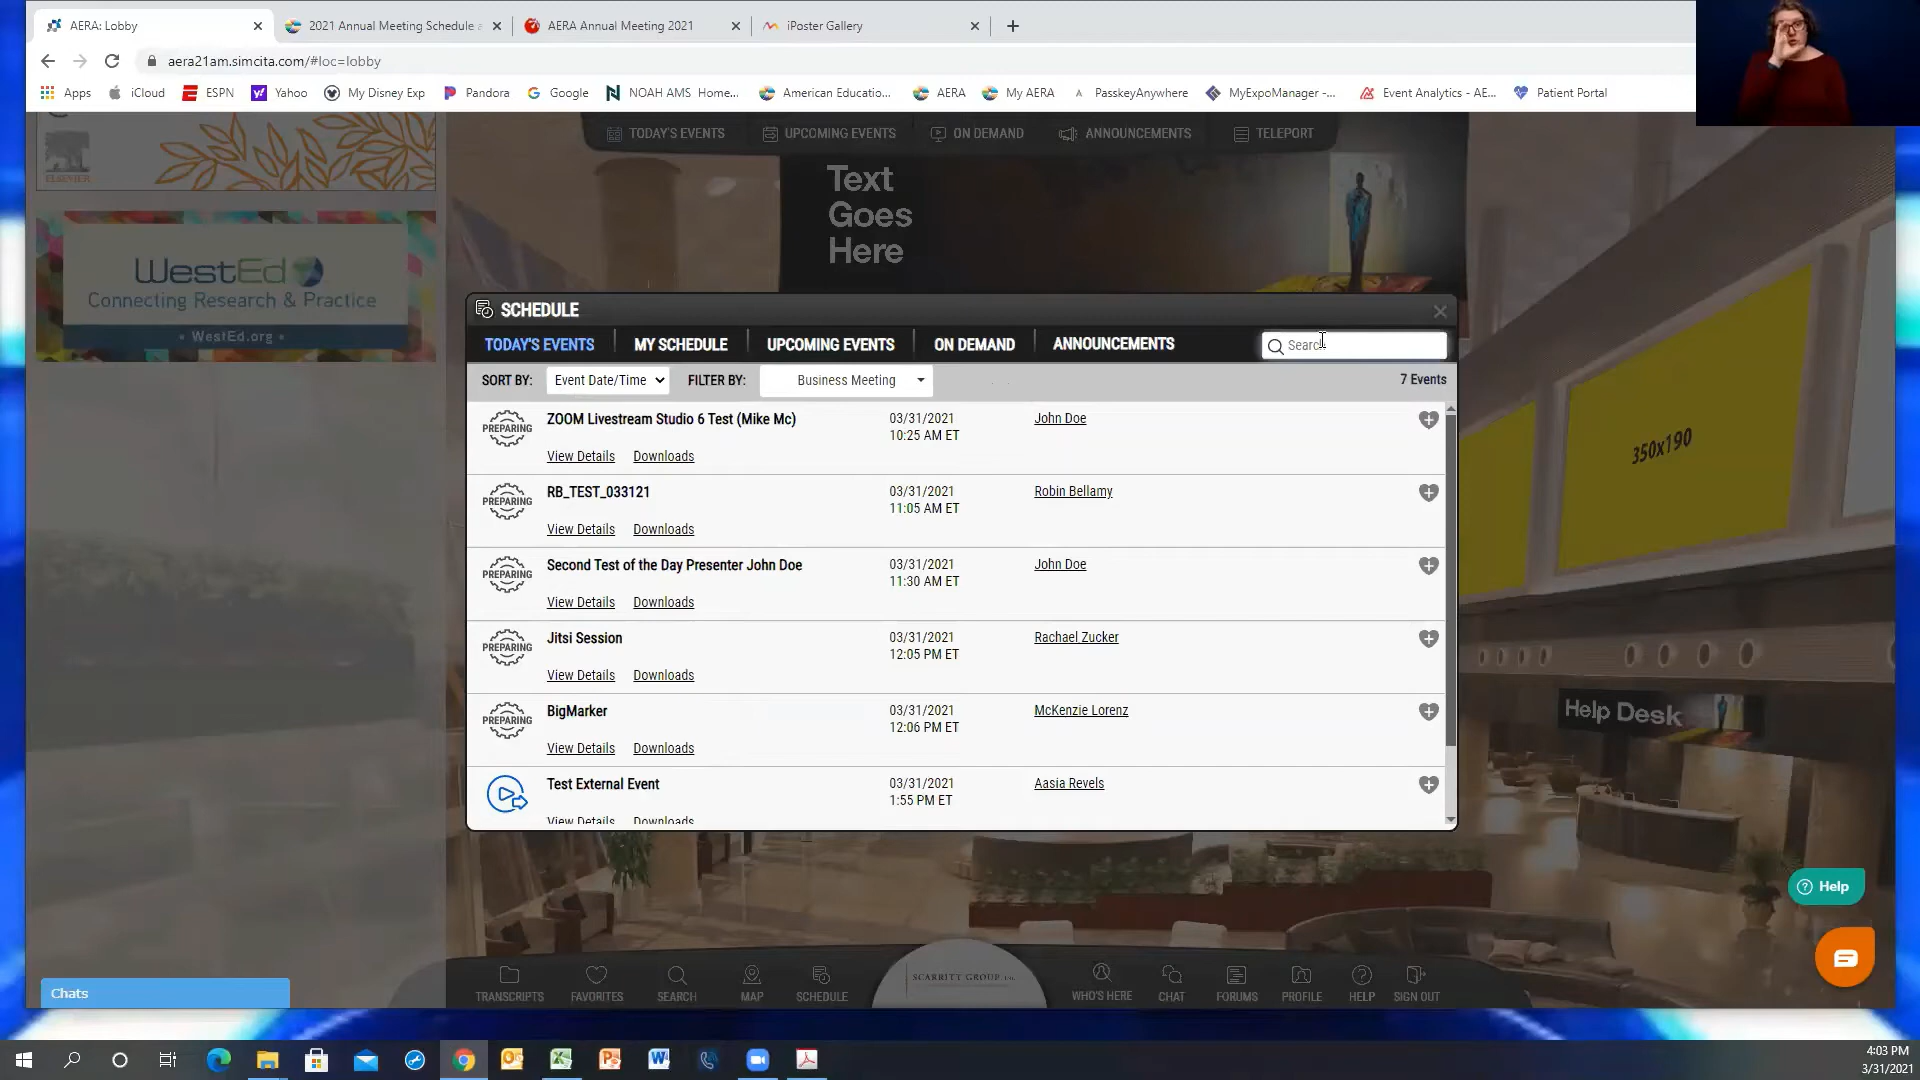 AERA: Lobby
2021 Annual Meeting Schedule a
AERA Annual Meeting 2021
iPoster Gallery
aera21am.simcita.com/#loc=lobby
Apps
iCloud
ESPN
Yahoo
My Disney Exp
Pandora
Google
NOAH AMS Home...
American Educatio...
AERA
My AERA
PasskeyAnywhere
MyExpoManager -...
Event Analytics - AE...
Patient Portal
TODAY'S EVENTS
UPCOMING EVENTS
ON DEMAND
ANNOUNCEMENTS
TELEPORT
ELSEVIER
Text
Goes
Here
WestEd
Connecting Research & Practice
• WestEd.org •
SCHEDULE
TODAY'S EVENTS
MY SCHEDULE
UPCOMING EVENTS
ON DEMAND
ANNOUNCEMENTS
Search
SORT BY:
Event Date/Time
FILTER BY:
Business Meeting
7 Events
PREPARING
ZOOM Livestream Studio 6 Test (Mike Mc)
03/31/2021
10:25 AM ET
John Doe
View Details
Downloads
PREPARING
RB_TEST_033121
03/31/2021
11:05 AM ET
Robin Bellamy
View Details
Downloads
PREPARING
Second Test of the Day Presenter John Doe
03/31/2021
11:30 AM ET
John Doe
View Details
Downloads
PREPARING
Jitsi Session
03/31/2021
12:05 PM ET
Rachael Zucker
View Details
Downloads
PREPARING
BigMarker
03/31/2021
12:06 PM ET
McKenzie Lorenz
View Details
Downloads
Test External Event
03/31/2021
1:55 PM ET
Aasia Revels
View Details
Downloads
350x190
Help Desk
Help
Chats
TRANSCRIPTS
FAVORITES
SEARCH
MAP
SCHEDULE
SCARRITT GROUP, Inc.
WHO'S HERE
CHAT
FORUMS
PROFILE
HELP
SIGN OUT
4:03 PM
3/31/2021